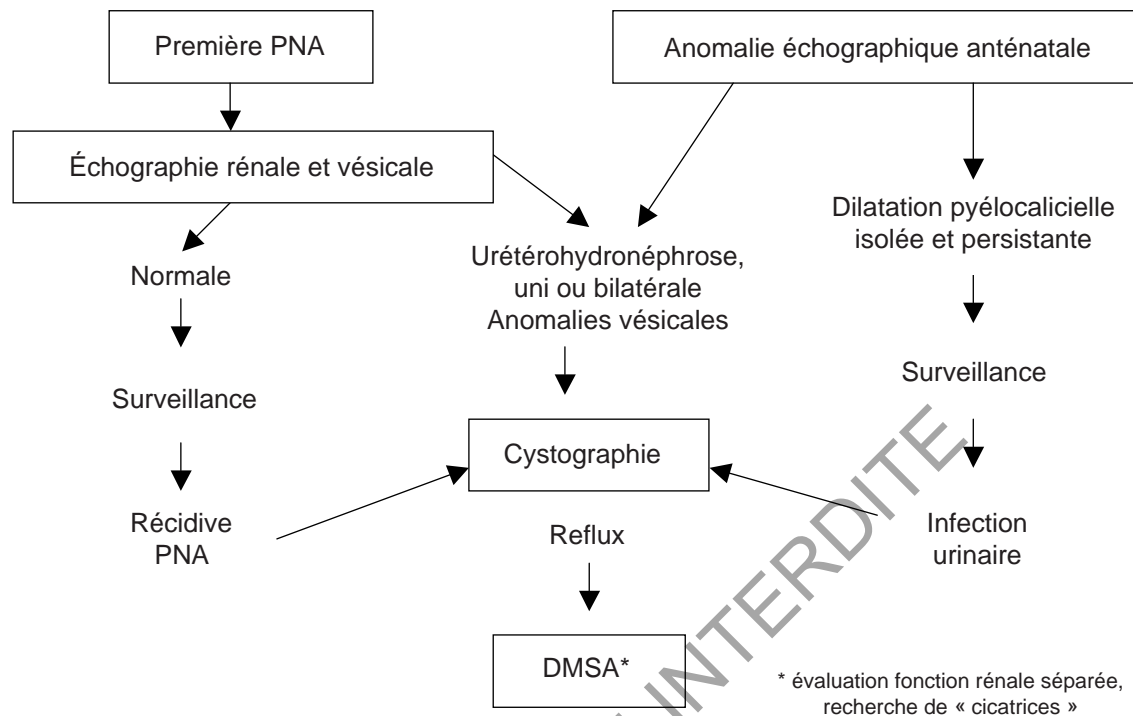 Première PNA
Anomalie échographique anténatale
Échographie rénale et vésicale
Normale
Urétérohydronéphrose,
uni ou bilatérale
Anomalies vésicales
Dilatation pyélocalicielle
isolée et persistante
Surveillance
Surveillance
Cystographie
Récidive
PNA
Reflux
Infection
urinaire
DMSA*
* évaluation fonction rénale séparée,
recherche de « cicatrices »
INTERDITE